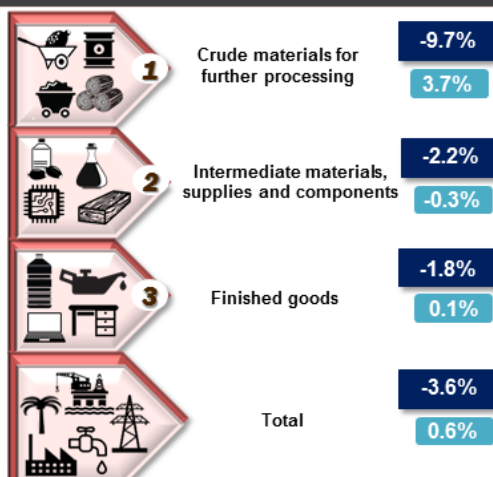 1
Crude materials for
further processing
-9.7%
3.7%
2
Intermediate materials,
supplies and components
-2.2%
-0.3%
3
Finished goods
-1.8%
0.1%
Total
-3.6%
0.6%